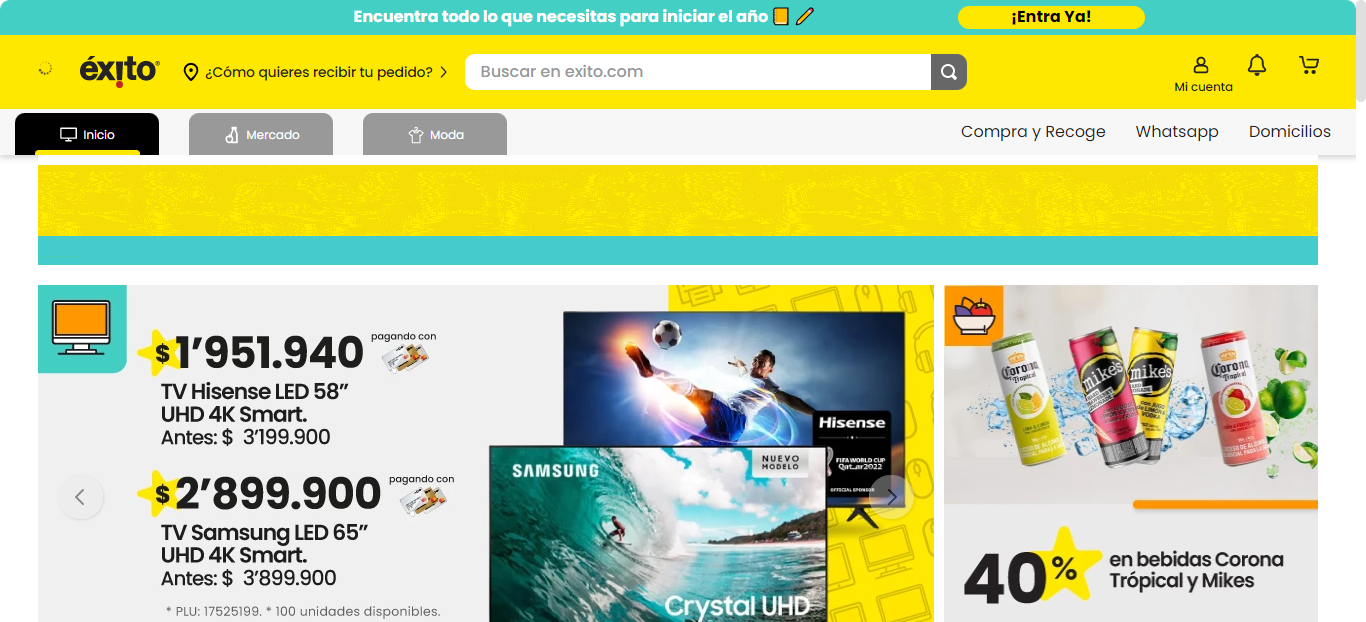 Encuentra todo lo que necesitas para iniciar el año
¡Entra Ya!
éxito
¿Cómo quieres recibir tu pedido?
Buscar en exito.com
Mi cuenta
Inicio
Mercado
Moda
Compra y Recoge
Whatsapp
Domicilios
$1’951.940
pagando con
TV Hisense LED 58”
UHD 4K Smart.
Antes: $ 3’199.900
$2’899.900
pagando con
TV Samsung LED 65”
UHD 4K Smart.
Antes: $ 3’899.900
* PLU: 17525199. * 100 unidades disponibles.
Hisense
FIFA WORLD CUP
Qatar2022
OFFICIAL SPONSOR
SAMSUNG
NUEVO
MODELO
Crystal UHD
Corona
Tropical
mike's
mike's
Corona
Tropical
40%
en bebidas Corona
Trópical y Mikes